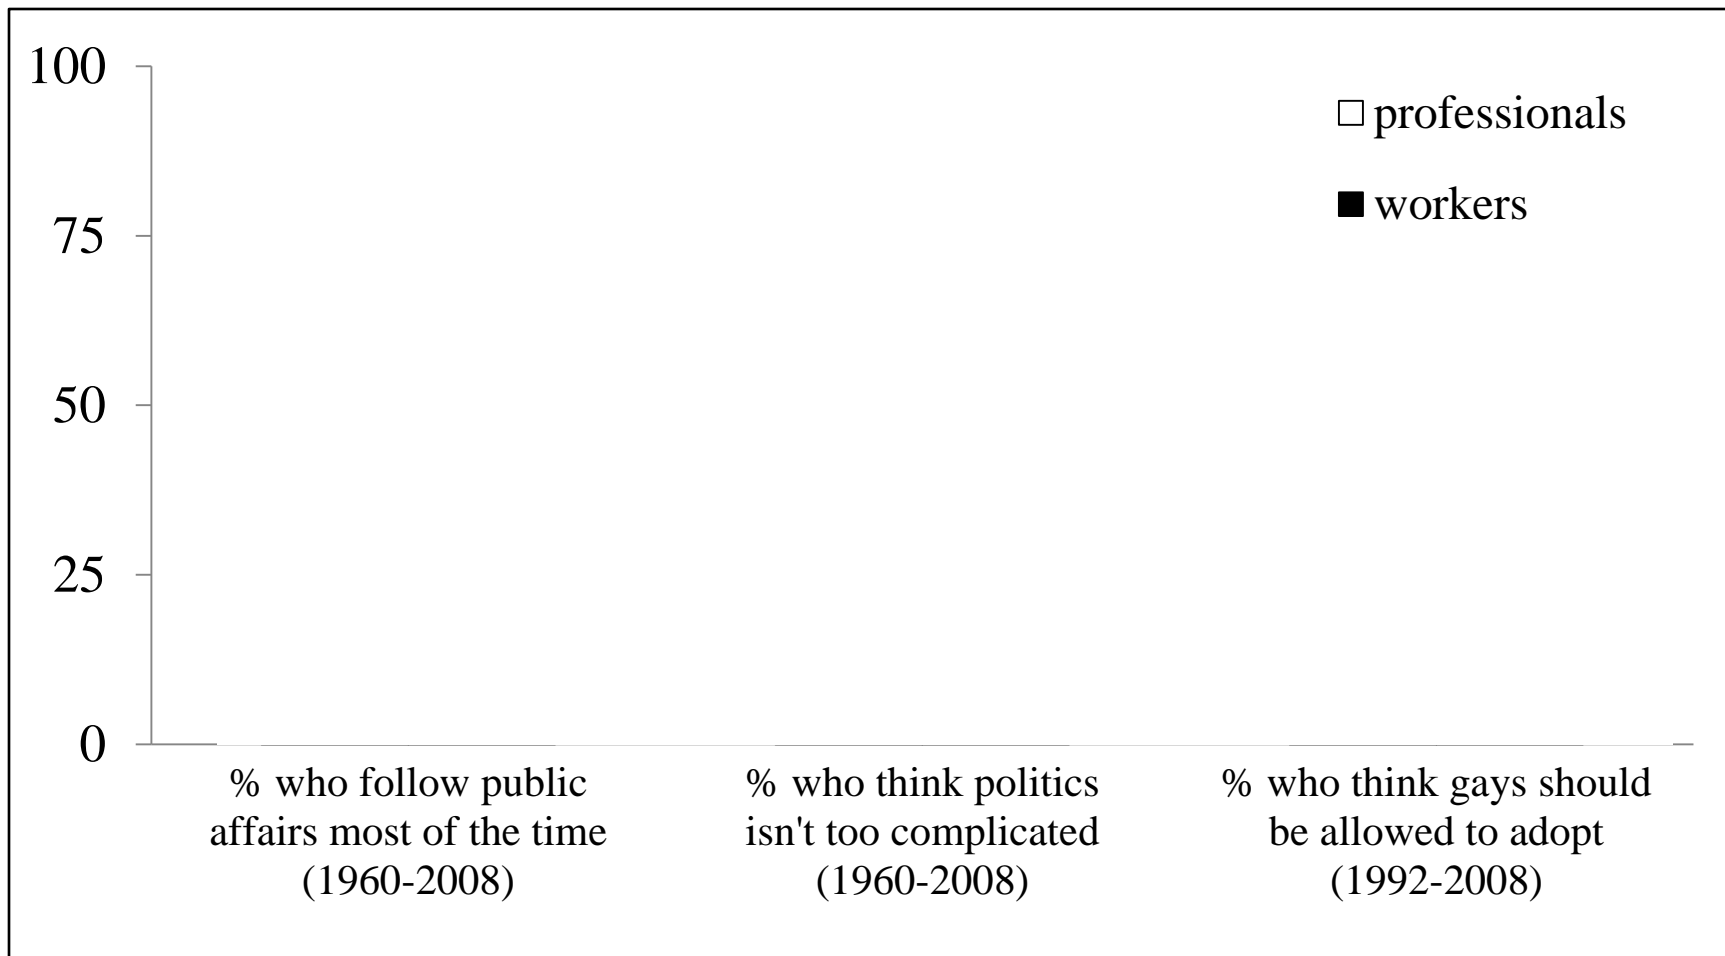 100
professionals
75
workers
50
25
0
% who follow public
affairs most of the time
(1960-2008)
% who think politics
isn't too complicated
(1960-2008)
% who think gays should
be allowed to adopt
(1992-2008)